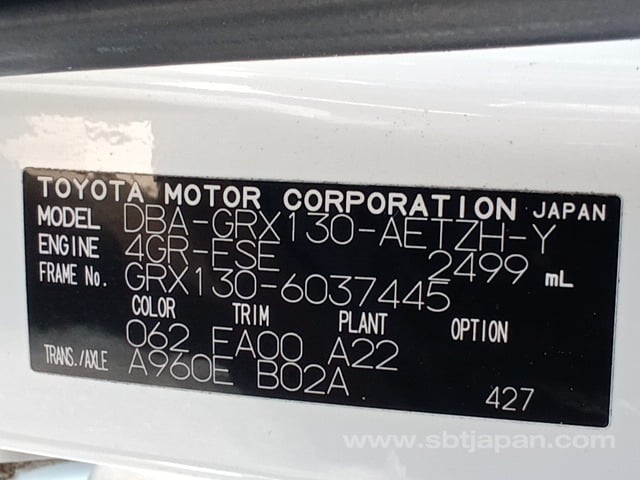 TOYOTA MOTOR CORPORATION JAPAN
MODEL DBA-GRX130-AETZH-Y
ENGINE 4GR-FSE 2499 mL
FRAME No. GRX130-6037445
COLOR TRIM PLANT OPTION
062 FA00 A22
TRANS./AXLE A960E B02A 427
www.sbtjapan.com